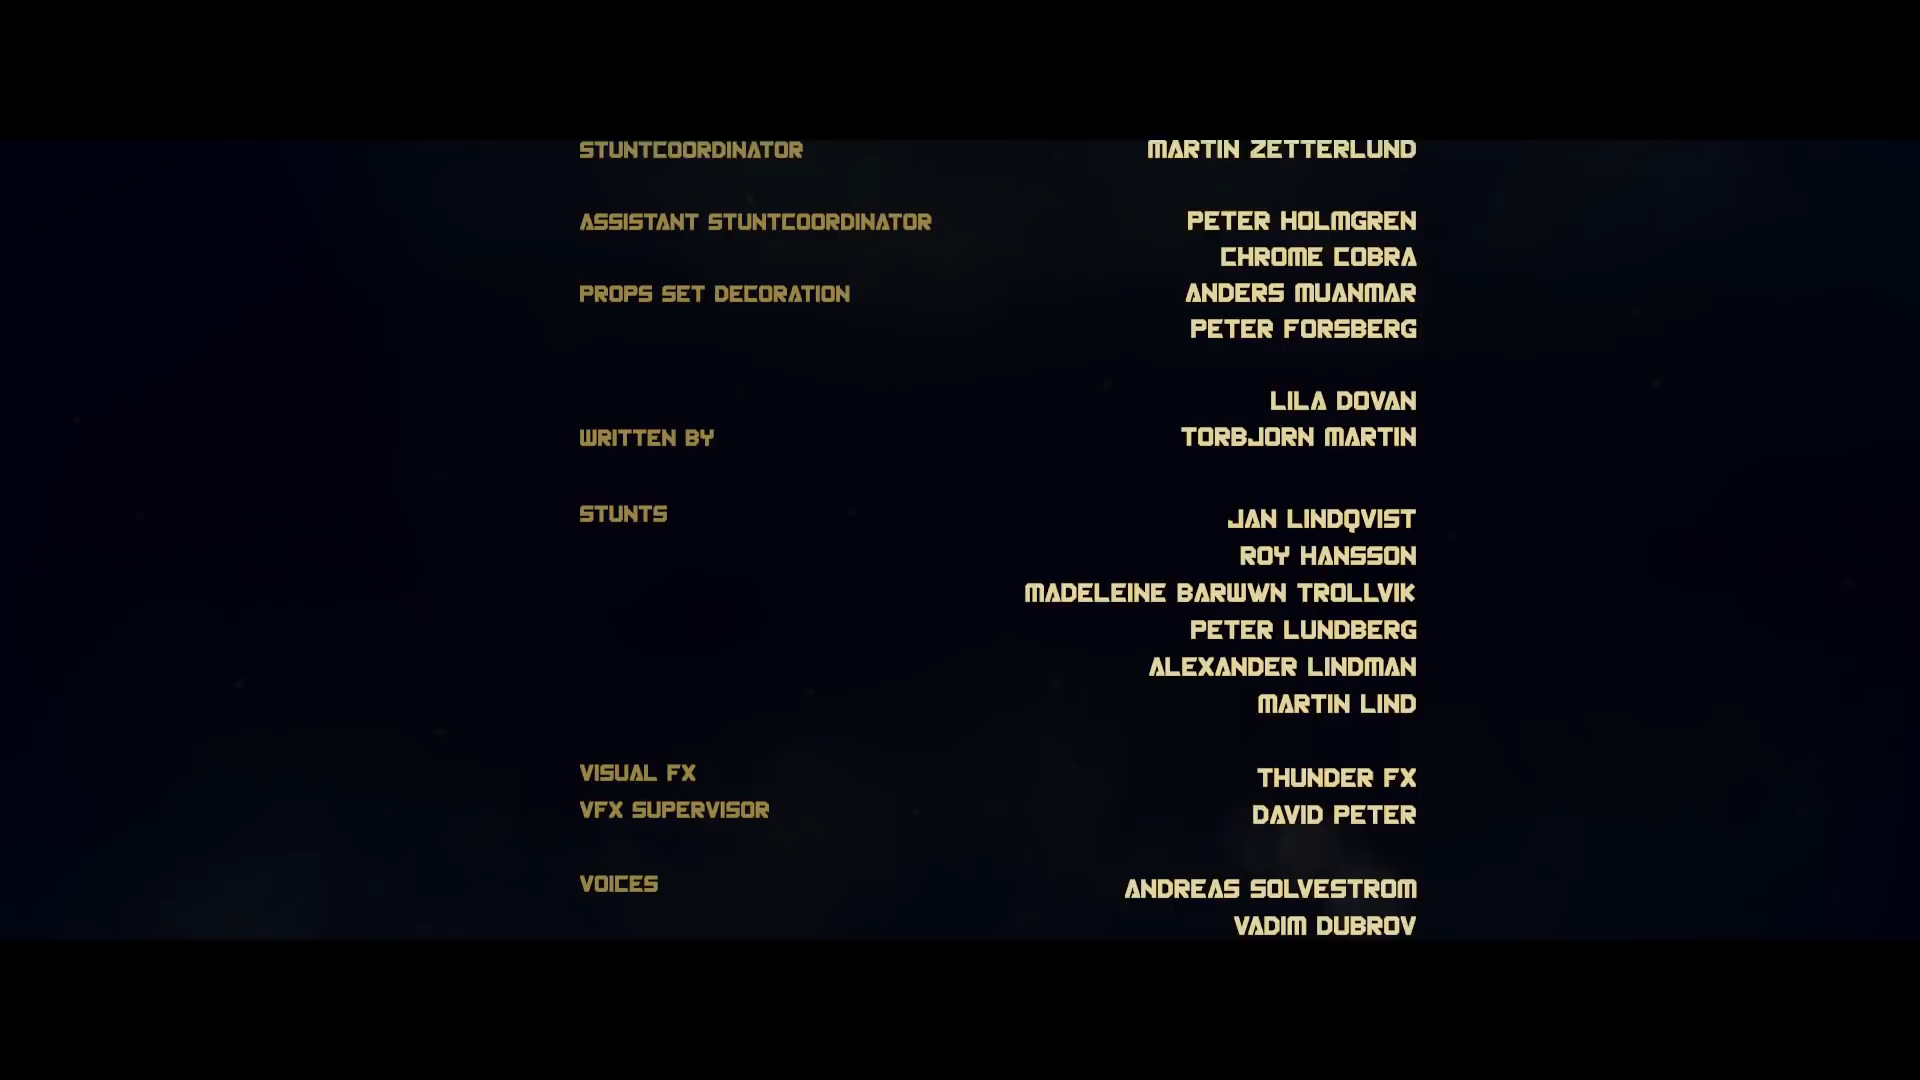 STUNTCOORDINATOR MARTIN ZETTERLUND
ASSISTANT STUNTCOORDINATOR PETER HOLMGREN
CHROME COBRA
PROPS SET DECORATION ANDERS MUANMAR
PETER FORSBERG
LILA DOVAN
WRITTEN BY TORBJORN MARTIN
STUNTS JAN LINDQVIST
ROY HANSSON
MADELEINE BARWWN TROLLVIK
PETER LUNDBERG
ALEXANDER LINDMAN
MARTIN LIND
VISUAL FX THUNDER FX
VFX SUPERVISOR DAVID PETER
VOICES ANDREAS SOLVESTROM
VADIM DUBROV